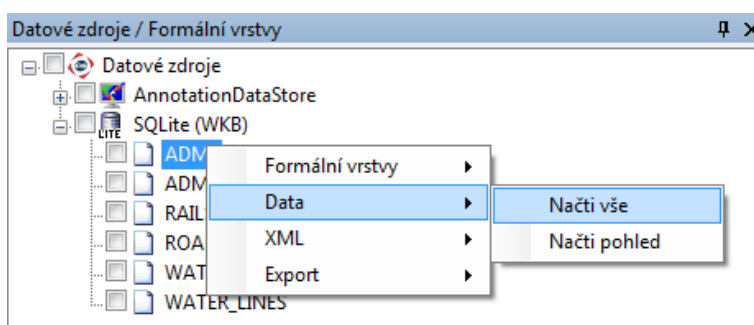 Datové zdroje / Formální vrstvy
Datové zdroje
AnnotationDataStore
LITE SQLite (WKB)
ADM
ADM
RAIL
ROA
WAT
WATER_LINES
Formální vrstvy
Data
XML
Export
Načti vše
Načti pohled